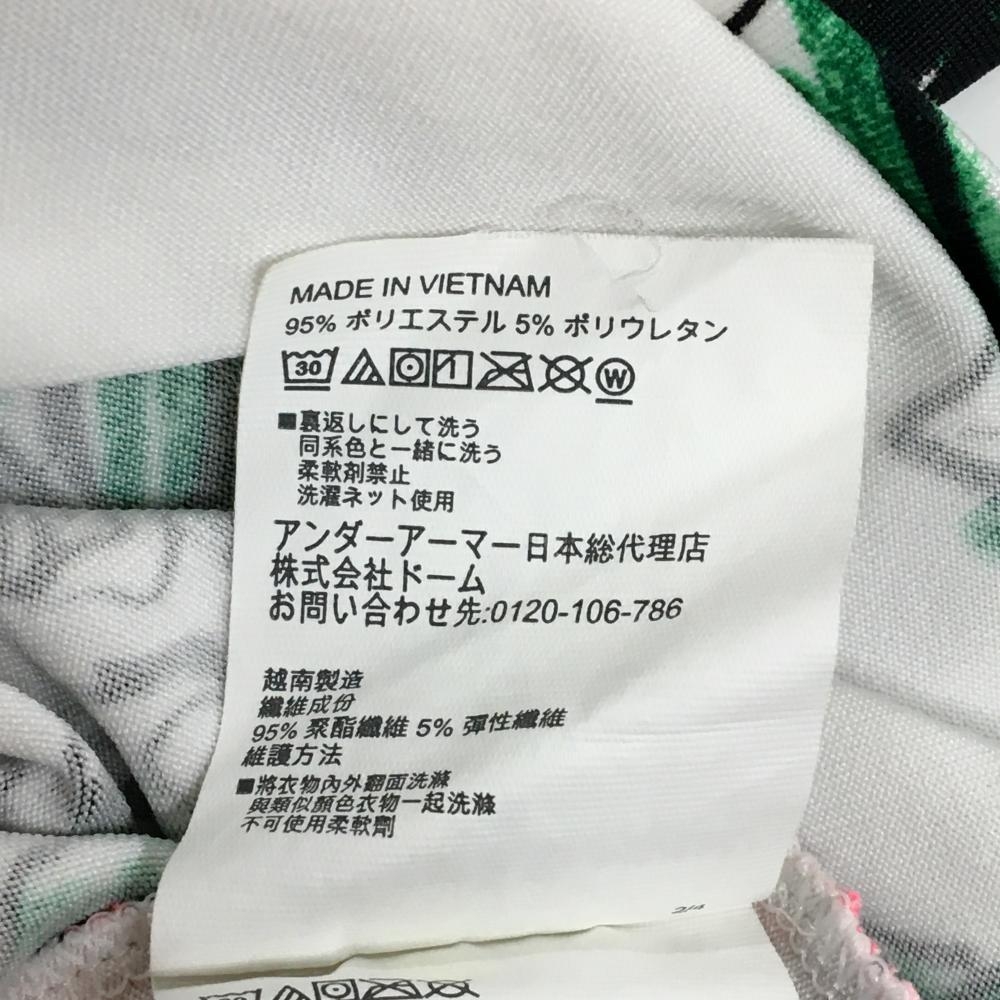 MADE IN VIETNAM
95% ポリエステル 5% ポリウレタン
30 W
■裏返しにして洗う
同系色と一緒に洗う
柔軟剤禁止
洗濯ネット使用
アンダーアーマー日本総代理店
株式会社ドーム
お問い合わせ先:0120-106-786
越南製造
纖維成份
95% 聚酯纖維 5% 彈性纖維
維護方法
■將衣物內外翻面洗滌
與類似顏色衣物一起洗滌
不可使用柔軟劑
2/4